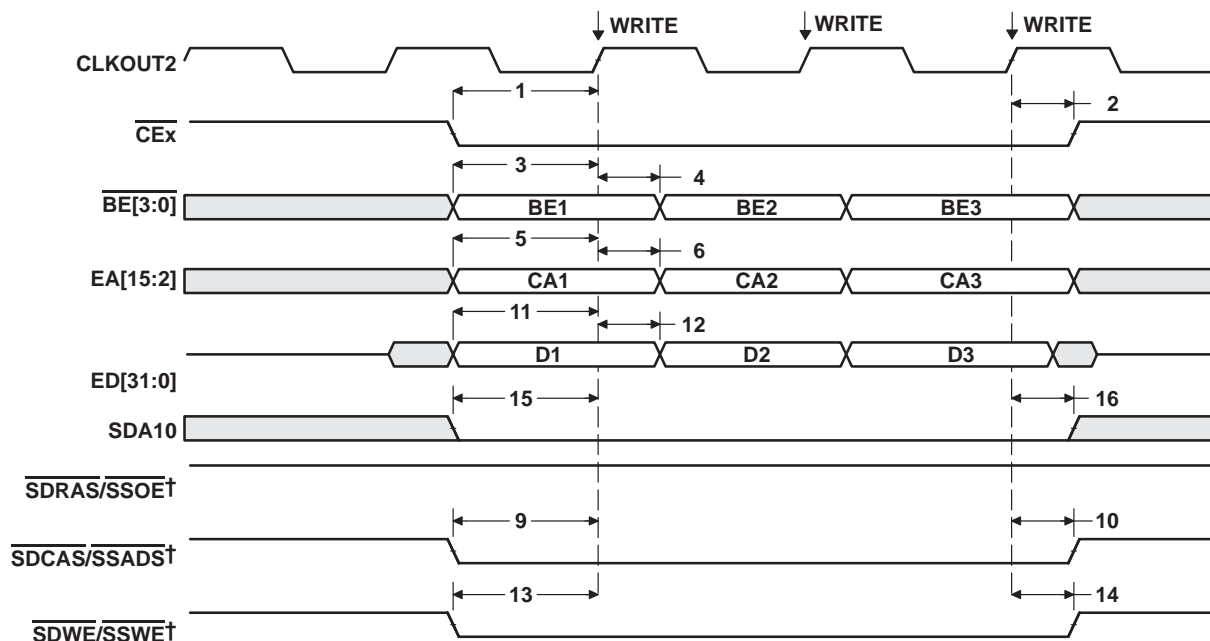 WRITE WRITE WRITE
CLKOUT2
1 2
CEx
3 4
BE[3:0] BE1 BE2 BE3
5 6
EA[15:2] CA1 CA2 CA3
11 12
D1 D2 D3
ED[31:0]
15 16
SDA10
SDRAS/SSOE†
9 10
SDCAS/SSADS†
13 14
SDWE/SSWE†